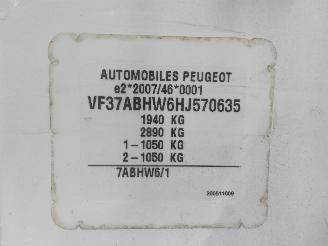 AUTOMOBILES PEUGEOT
e2*2007/46*0001
VF37ABHW6HJ570635
1940 KG
2890 KG
1-1050 KG
2-1050 KG
7ABHW6/1